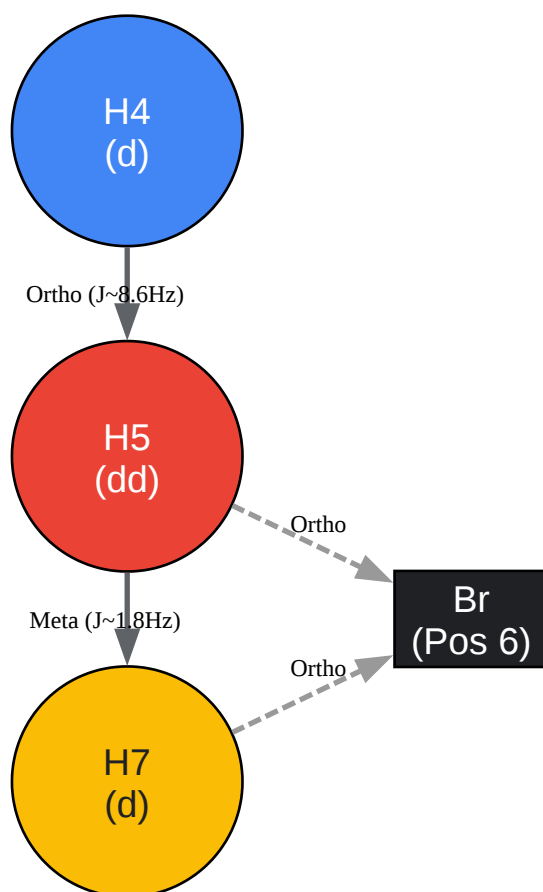 H4
(d)
Ortho (J~8.6Hz)
H5
(dd)
Ortho
Br
(Pos 6)
Meta (J~1.8Hz)
Ortho
H7
(d)